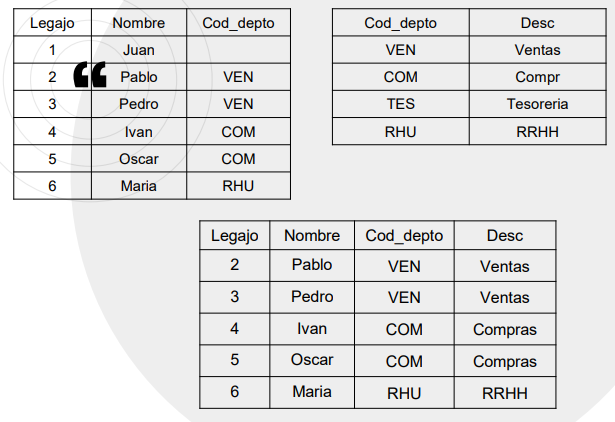 Legajo Nombre Cod_depto
1 Juan
2 Pablo VEN
3 Pedro VEN
4 Ivan COM
5 Oscar COM
6 Maria RHU
Cod_depto Desc
VEN Ventas
COM Compr
TES Tesoreria
RHU RRHH
“
Legajo Nombre Cod_depto Desc
2 Pablo VEN Ventas
3 Pedro VEN Ventas
4 Ivan COM Compras
5 Oscar COM Compras
6 Maria RHU RRHH